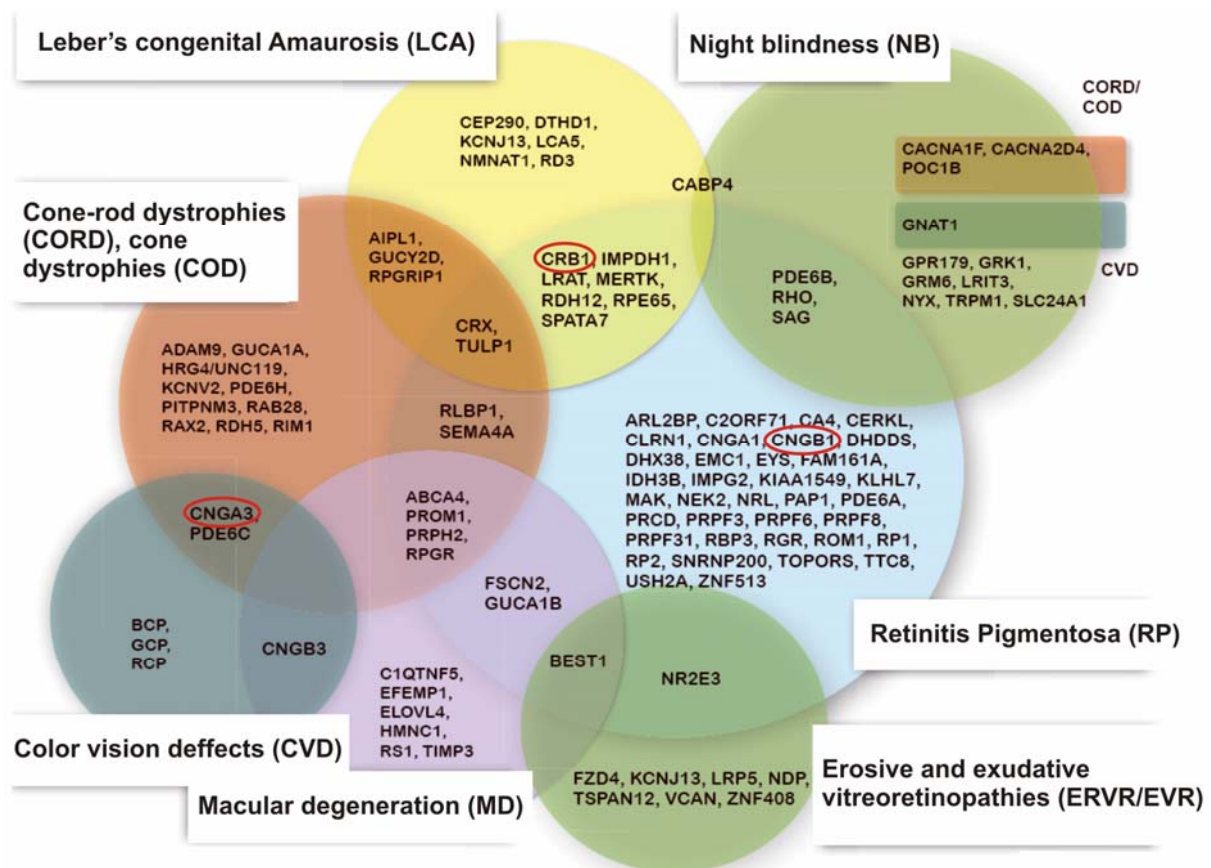 Leber's congenital Amaurosis (LCA)
Night blindness (NB)
CORD/
COD
CEP290, DTHD1,
KCNJ13, LCA5,
NMNAT1, RD3
CACNA1F, CACNA2D4,
POC1B
CABP4
Cone-rod dystrophies
(CORD), cone
dystrophies (COD)
GNAT1
AIPL1,
GUCY2D,
RPGRIP1
CRB1, IMPDH1,
LRAT, MERTK,
RDH12, RPE65,
SPATA7
PDE6B,
RHO,
SAG
GPR179, GRK1,
GRM6, LRIT3,
NYX, TRPM1, SLC24A1
CVD
CRX,
TULP1
ADAM9, GUCA1A,
HRG4/UNC119,
KCNV2, PDE6H,
PITPNM3, RAB28,
RAX2, RDH5, RIM1
RLBP1,
SEMA4A
ARL2BP, C2ORF71, CA4, CERKL,
CLRN1, CNGA1, CNGB1, DHDDS,
DHX38, EMC1, EYS, FAM161A,
IDH3B, IMPG2, KIAA1549, KLHL7,
MAK, NEK2, NRL, PAP1, PDE6A,
PRCD, PRPF3, PRPF6, PRPF8,
PRPF31, RBP3, RGR, ROM1, RP1,
RP2, SNRNP200, TOPORS, TTC8,
USH2A, ZNF513
CNGA3,
PDE6C
ABCA4,
PROM1,
PRPH2,
RPGR
FSCN2,
GUCA1B
BCP,
GCP,
RCP
CNGB3
Retinitis Pigmentosa (RP)
BEST1
NR2E3
C1QTNF5,
EFEMP1,
ELOVL4,
HMNC1,
RS1, TIMP3
Color vision deffects (CVD)
Macular degeneration (MD)
FZD4, KCNJ13, LRP5, NDP,
TSPAN12, VCAN, ZNF408
Erosive and exudative
vitreoretinopathies (ERVR/EVR)